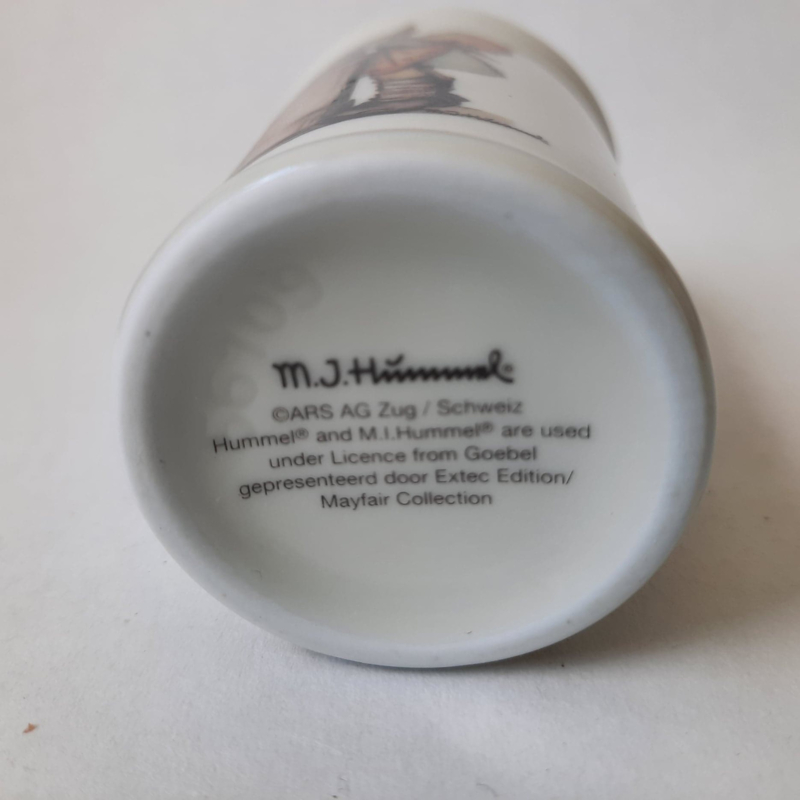 M.J.Hummel®
©ARS AG Zug / Schweiz
Hummel® and M.I.Hummel® are used
under Licence from Goebel
gepresenteerd door Extec Edition/
Mayfair Collection